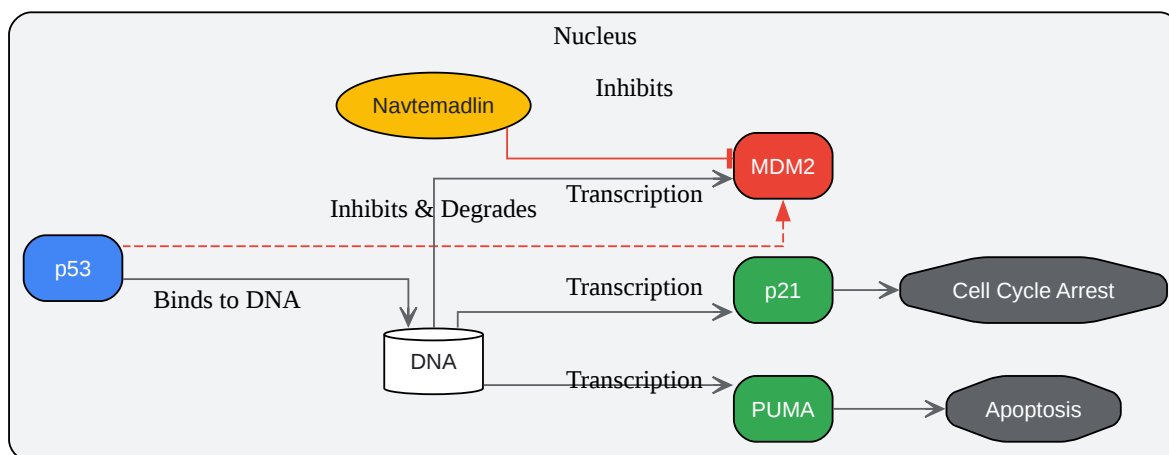 Nucleus
Inhibits
Navtemadlin
MDM2
Transcription
Inhibits & Degrades
p53
Binds to DNA
Transcription
p21
Cell Cycle Arrest
DNA
Transcription
PUMA
Apoptosis